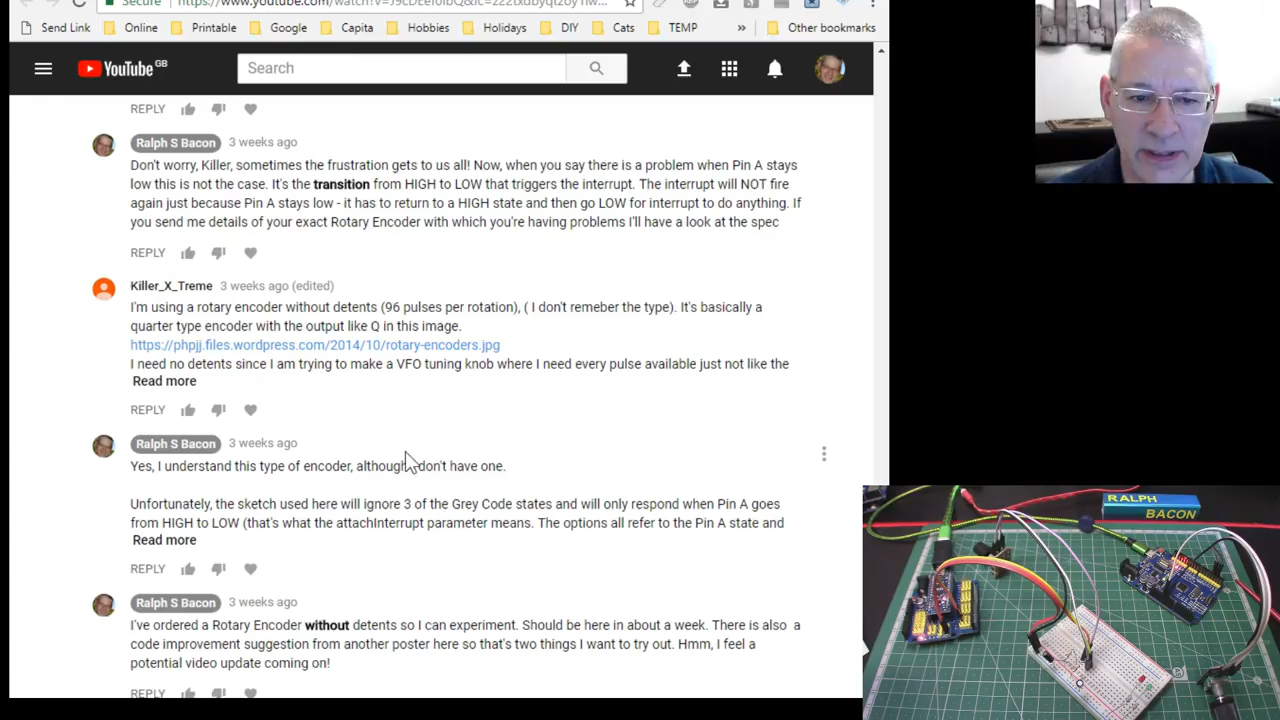 Secure
https://www.youtube.com/watch?v=
Send Link Online Printable Google Capita Hobbies Holidays DIY Cats TEMP » Other bookmarks
YouTube GB Search
REPLY
Ralph S Bacon 3 weeks ago
Don't worry, Killer, sometimes the frustration gets to us all! Now, when you say there is a problem when Pin A stays
low this is not the case. It's the transition from HIGH to LOW that triggers the interrupt. The interrupt will NOT fire
again just because Pin A stays low - it has to return to a HIGH state and then go LOW for interrupt to do anything. If
you send me details of your exact Rotary Encoder with which you're having problems I'll have a look at the spec
REPLY
Killer_X_Treme 3 weeks ago (edited)
I'm using a rotary encoder without detents (96 pulses per rotation), ( I don't remeber the type). It's basically a
quarter type encoder with the output like Q in this image.
https://phpjj.files.wordpress.com/2014/10/rotary-encoders.jpg
I need no detents since I am trying to make a VFO tuning knob where I need every pulse available just not like the
Read more
REPLY
Ralph S Bacon 3 weeks ago
Yes, I understand this type of encoder, although don't have one.
Unfortunately, the sketch used here will ignore 3 of the Grey Code states and will only respond when Pin A goes
from HIGH to LOW (that's what the attachInterrupt parameter means. The options all refer to the Pin A state and
Read more
REPLY
Ralph S Bacon 3 weeks ago
I've ordered a Rotary Encoder without detents so I can experiment. Should be here in about a week. There is also a
code improvement suggestion from another poster here so that's two things I want to try out. Hmm, I feel a
potential video update coming on!
REPLY
RALPH
BACON